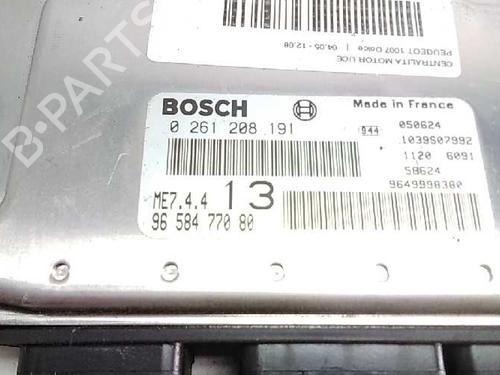 CENTRALITA MOTOR UCE
PEUGEOT 1007 Dolce | 04.05 - 12.08
BOSCH
Made in France
0 261 208 191
944
050624
1039S07992
1120 6091
58624
9649998380
ME7.4.4 13
96 584 770 80
B-PARTS